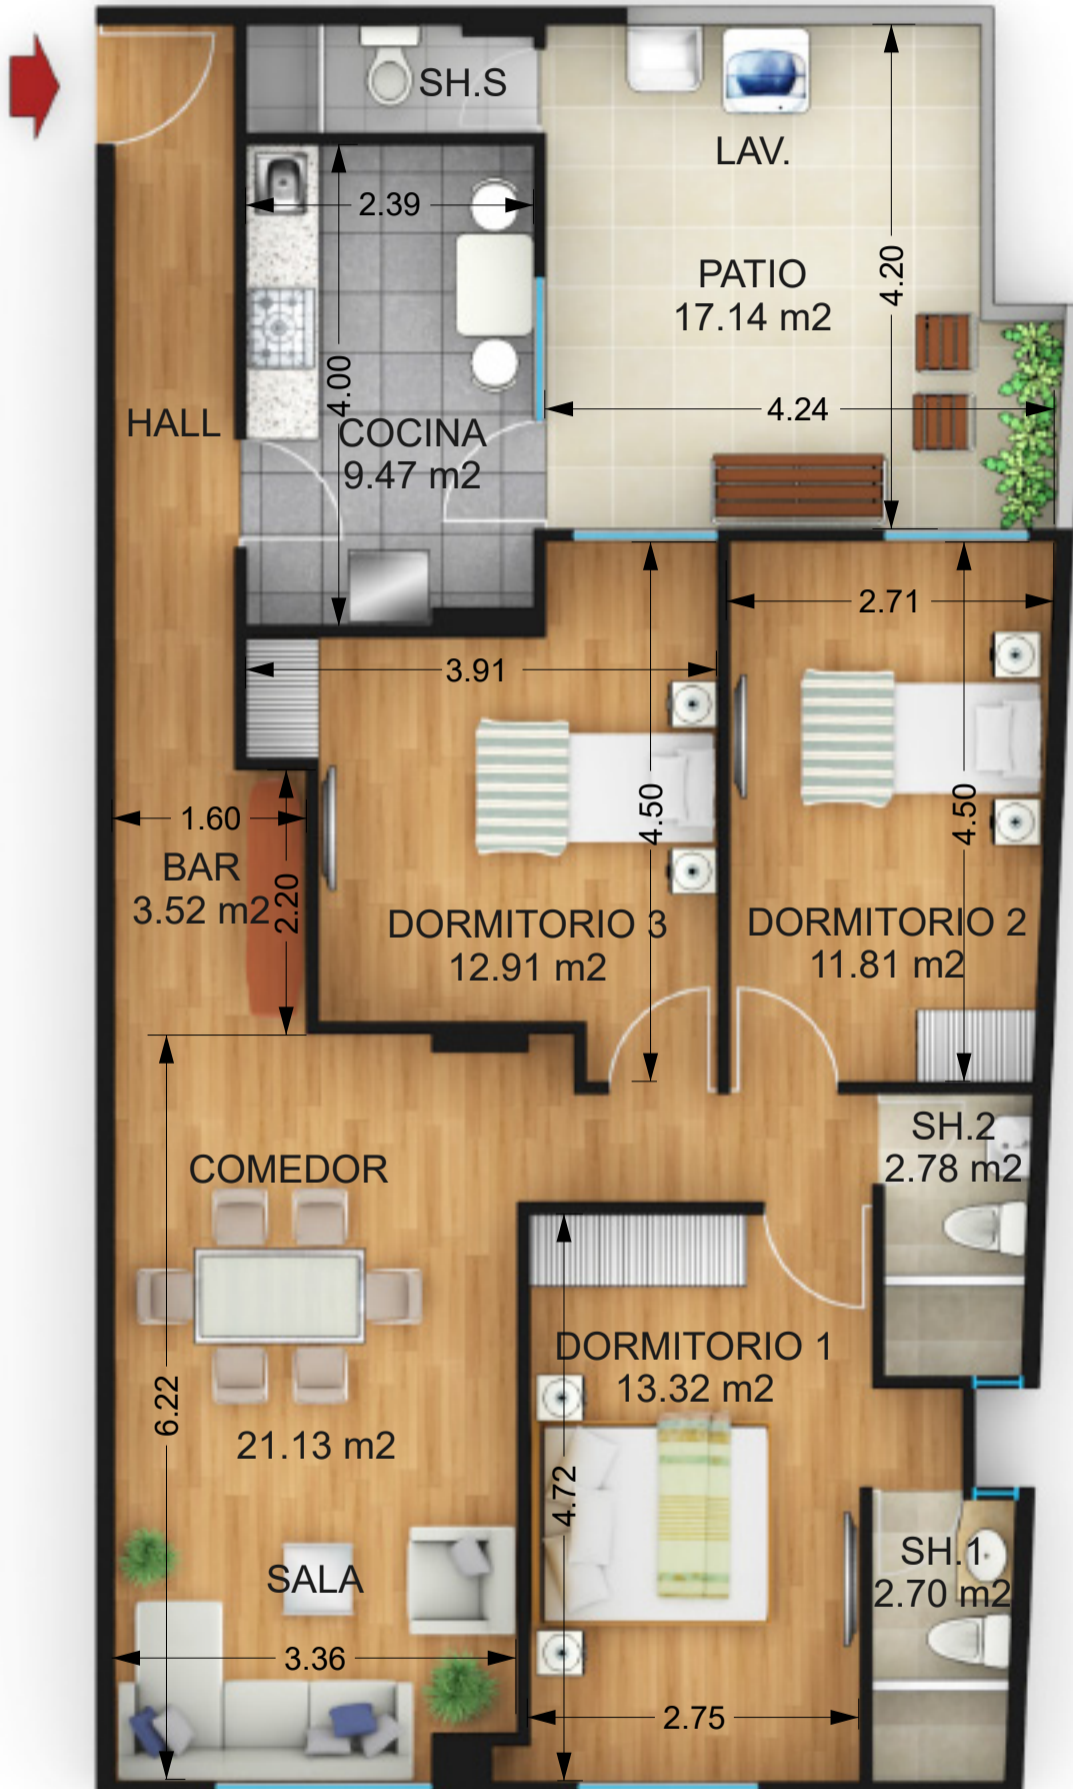 SH.S
LAV.
2.39
PATIO
17.14 m2
4.20
4.00
4.24
HALL
COCINA
9.47 m2
2.71
3.91
4.50
4.50
1.60
BAR
3.52 m2
2.20
DORMITORIO 3
12.91 m2
DORMITORIO 2
11.81 m2
SH.2
2.78 m2
COMEDOR
6.22
21.13 m2
DORMITORIO 1
13.32 m2
4.72
SH.1
2.70 m2
SALA
3.36
2.75